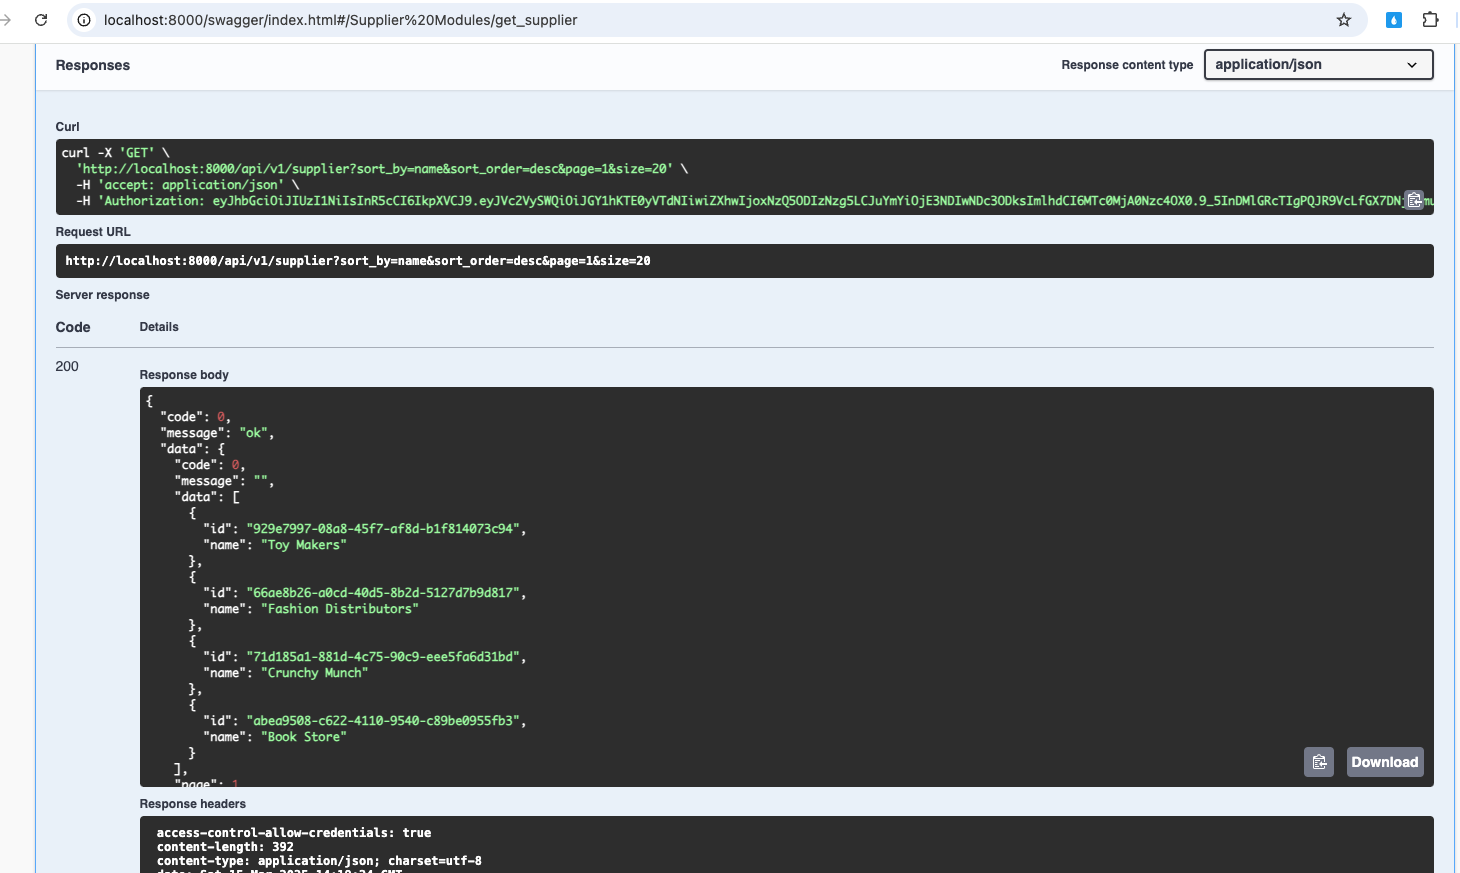 localhost:8000/swagger/index.html#/Supplier%20Modules/get_supplier
Responses
Response content type
application/json
Curl
curl -X 'GET' \
'http://localhost:8000/api/v1/supplier?sort_by=name&sort_order=desc&page=1&size=20' \
-H 'accept: application/json' \
-H 'Authorization: eyJhbGciOiJIUzI1NiIsInR5cCI6IkpXVCJ9.
Request URL
http://localhost:8000/api/v1/supplier?sort_by=name&sort_order=desc&page=1&size=20
Server response
Code
Details
200
Response body
{
"code": 0,
"message": "ok",
"data": {
"code": 0,
"message": "",
"data": [
{
"id": "929e7997-08a8-45f7-af8d-b1f814073c94",
"name": "Toy Makers"
},
{
"id": "66ae8b26-a0cd-40d5-8b2d-5127d7b9d817",
"name": "Fashion Distributors"
},
{
"id": "71d185a1-881d-4c75-90c9-eee5fa6d31bd",
"name": "Crunchy Munch"
},
{
"id": "abea9508-c622-4110-9540-c89be0955fb3",
"name": "Book Store"
}
],
"page": 1
Download
Response headers
access-control-allow-credentials: true
content-length: 392
content-type: application/json; charset=utf-8